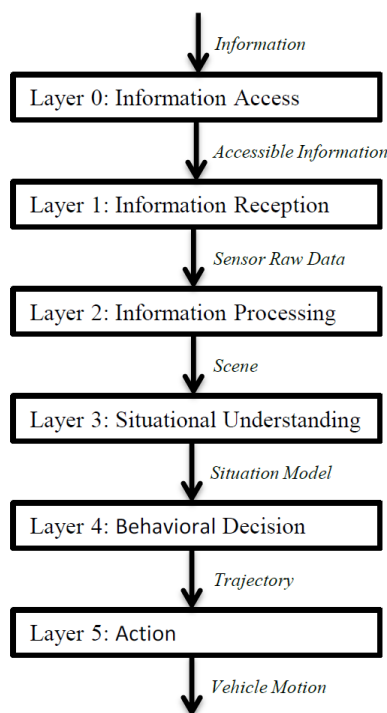 Information
Layer 0: Information Access
Accessible Information
Layer 1: Information Reception
Sensor Raw Data
Layer 2: Information Processing
Scene
Layer 3: Situational Understanding
Situation Model
Layer 4: Behavioral Decision
Trajectory
Layer 5: Action
Vehicle Motion